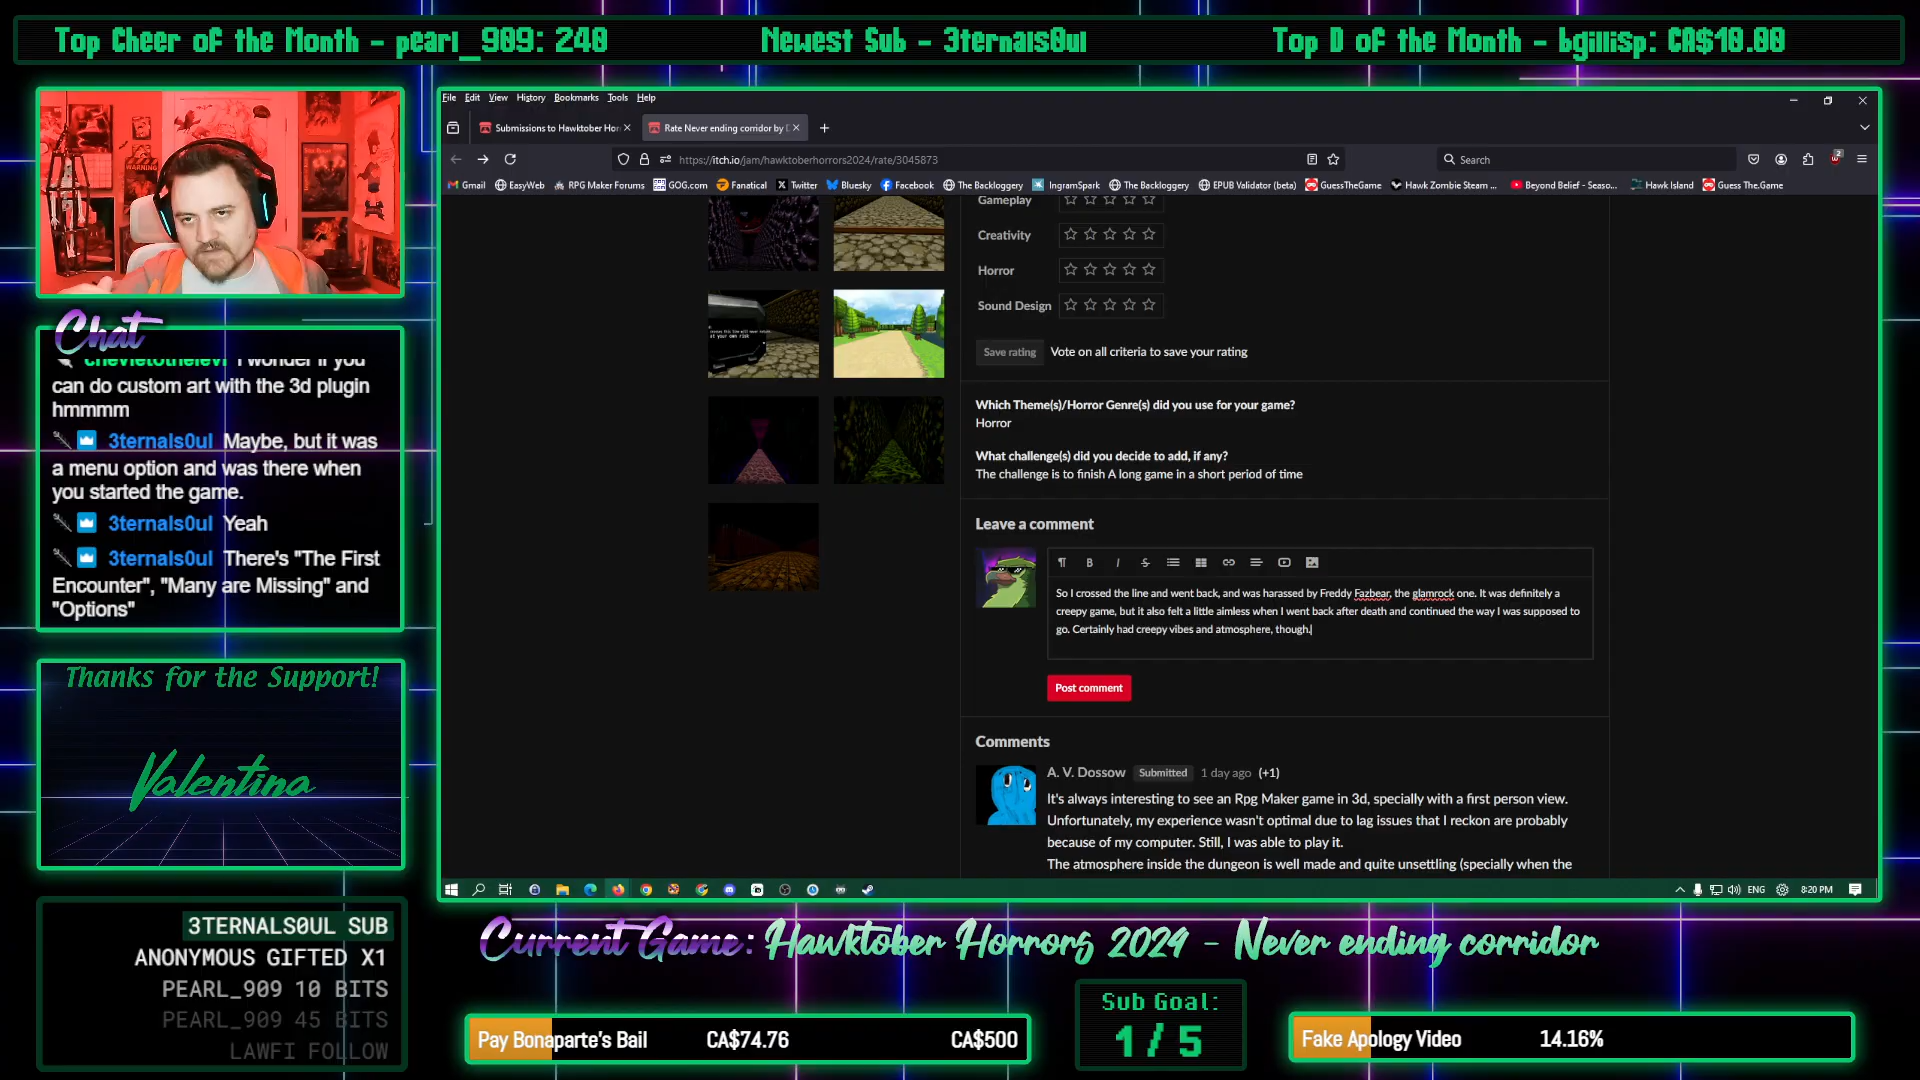 Top Cheer of the Month - pearl_909: 240
Newest Sub - 3ternals0ul
Top D of the Month - bgillisp: CA$10.00
File Edit View History Bookmarks Tools Help
Submissions to Hawktober Hor
Rate Never ending corridor by
https://itch.io/jam/hawktoberhorrors2024/rate/3045873
Search
Gmail EasyWeb RPG Maker Forums GOG.com Fanatical Twitter Bluesky Facebook The Backloggery IngramSpark The Backloggery EPUB Validator (beta) GuessTheGame Hawk Zombie Steam ... Beyond Belief - Seaso... Hawk Island Guess The.Game
Gameplay
Creativity
Horror
Sound Design
Save rating Vote on all criteria to save your rating
Which Theme(s)/Horror Genre(s) did you use for your game?
Horror
What challenge(s) did you decide to add, if any?
The challenge is to finish A long game in a short period of time
Leave a comment
So I crossed the line and went back, and was harassed by Freddy Fazbear, the glamrock one. It was definitely a
creepy game, but it also felt a little aimless when I went back after death and continued the way I was supposed to
go. Certainly had creepy vibes and atmosphere, though.
Post comment
Comments
A. V. Dossow Submitted 1 day ago (+1)
It's always interesting to see an Rpg Maker game in 3d, specially with a first person view.
Unfortunately, my experience wasn't optimal due to lag issues that I reckon are probably
because of my computer. Still, I was able to play it.
The atmosphere inside the dungeon is well made and quite unsettling (specially when the
ENG 8:20 PM
Chat
chevietothelevi I wonder if you
can do custom art with the 3d plugin
hmmmm
3ternals0ul Maybe, but it was
a menu option and was there when
you started the game.
3ternals0ul Yeah
3ternals0ul There's "The First
Encounter", "Many are Missing" and
"Options"
Thanks for the Support!
Valentina
3TERNALS0UL SUB
ANONYMOUS GIFTED X1
PEARL_909 10 BITS
PEARL_909 45 BITS
LAWFI FOLLOW
Current Game: Hawktober Horrors 2024 - Never ending corridor
Pay Bonaparte's Bail CA$74.76 CA$500
Sub Goal:
1 / 5
Fake Apology Video 14.16%